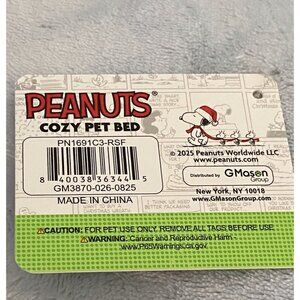 PEANUTS®
COZY PET BED
PN1691C3-RSF
8 40038 36344 5
GM3870-026-0825
MADE IN CHINA
© 2025 Peanuts Worldwide LLC
www.peanuts.com
Distributed by GMason Group
New York, NY 10018
www.GMasonGroup.com
⚠CAUTION: FOR PET USE ONLY. REMOVE ALL TAGS BEFORE USE.
⚠WARNING: Cancer and Reproductive Harm -
www.P65Warnings.ca.gov.